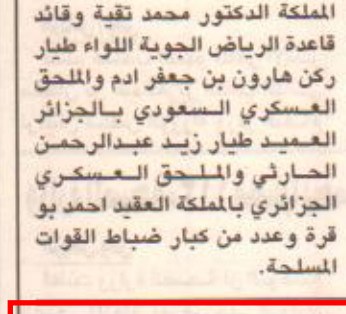 المملكة الدكتور محمد تقية وقائد
قاعدة الرياض الجوية اللواء طيار
ركن هارون بن جعفر ادم والملحق
العسكري السعودي بالجزائر
العميد طيار زيد عبدالرحمن
الحارثي والملحق العسكري
الجزائري بالمملكة العقيد احمد بو
قرة وعدد من كبار ضباط القوات
المسلحة.